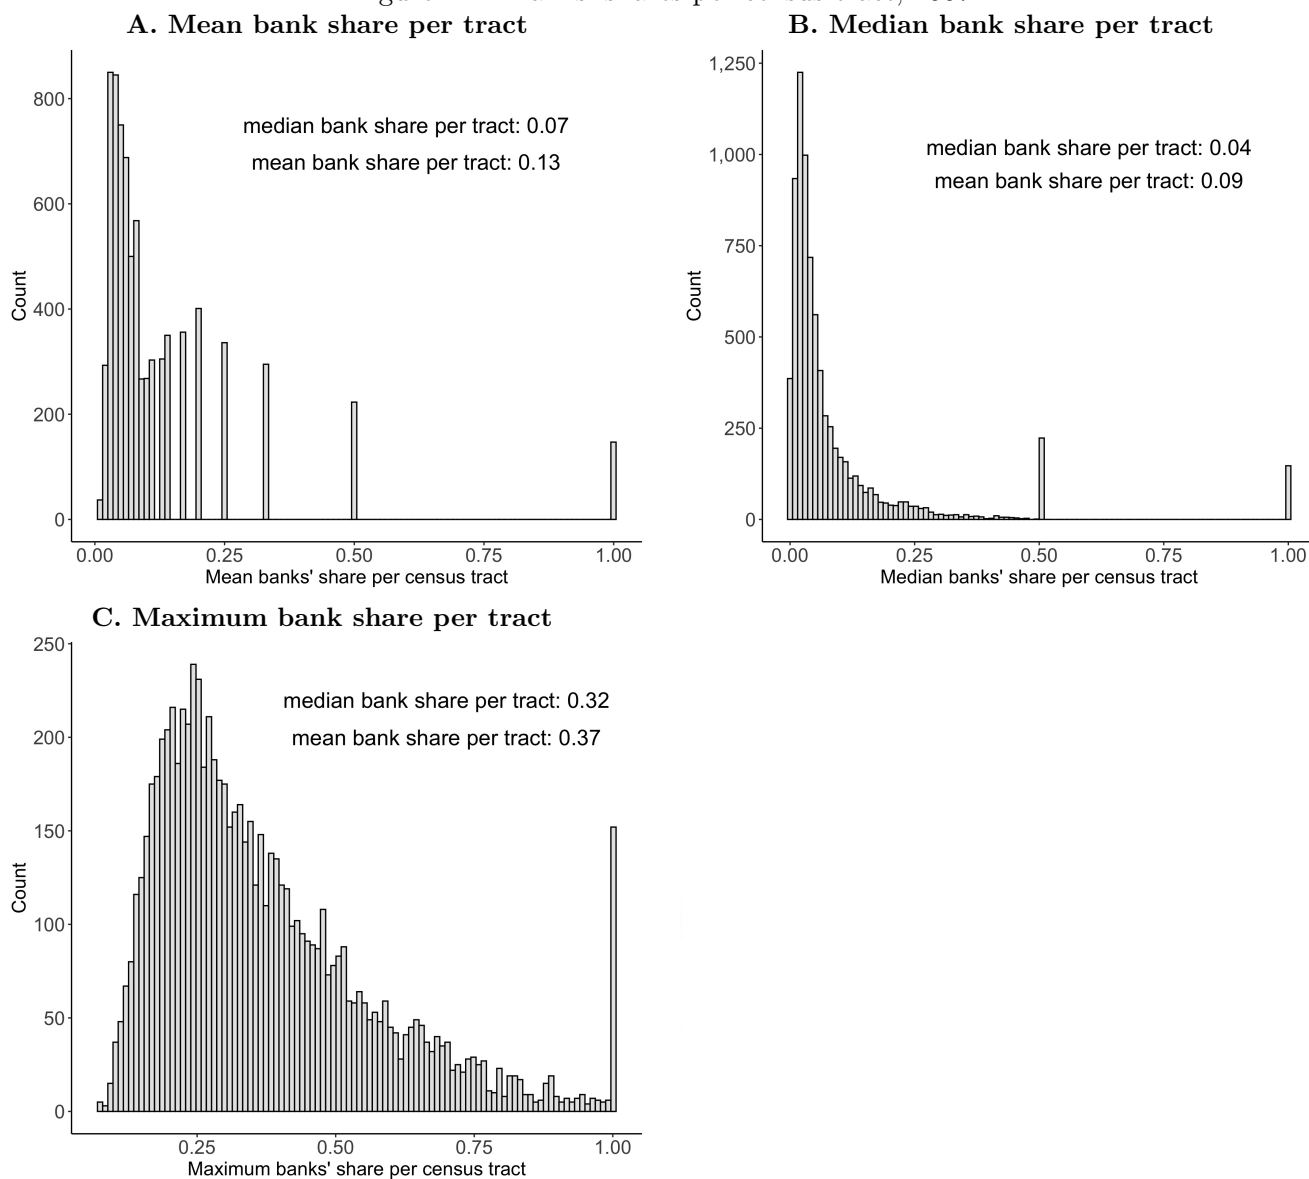 A. Mean bank share per tract
800
600
400
200
0
Count
median bank share per tract: 0.07
mean bank share per tract: 0.13
0.00 0.25 0.50 0.75 1.00
Mean banks' share per census tract
B. Median bank share per tract
1,250
1,000
750
500
250
0
Count
median bank share per tract: 0.04
mean bank share per tract: 0.09
0.00 0.25 0.50 0.75 1.00
Median banks' share per census tract
C. Maximum bank share per tract
250
200
150
100
50
0
Count
median bank share per tract: 0.32
mean bank share per tract: 0.37
0.25 0.50 0.75 1.00
Maximum banks' share per census tract